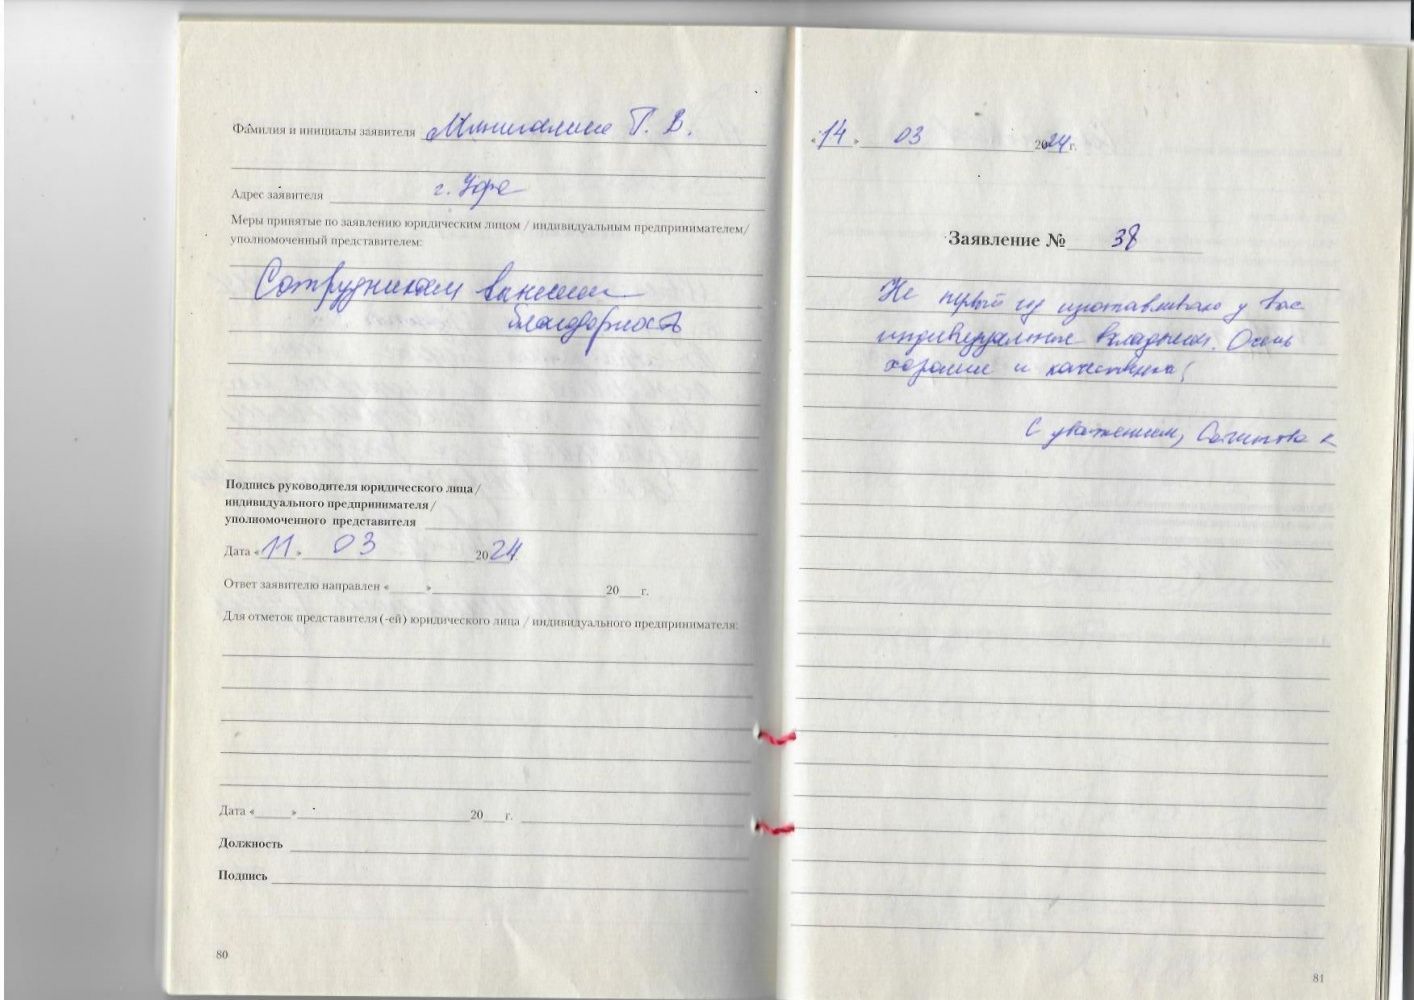 Фамилия и инициалы заявителя Г. В.
Адрес заявителя г. Уфа
Меры принятые по заявлению юридическим лицом / индивидуальным предпринимателем/
уполномоченный представителем:
Сотрудникам вынесена
благодарность
Подпись руководителя юридического лица /
индивидуального предпринимателя /
уполномоченного представителя
Дата «11» 03 2024
Ответ заявителю направлен « » 20 г.
Для отметок представителя (-ей) юридического лица / индивидуального предпринимателя:
Дата « » 20 г.
Должность
Подпись
80
«14» 03 2024 г.
Заявление № 38
Не первый год изготавливаю у вас
индивидуальные вкладыши. Очень
хорошие и качественные!
С уважением, К
81